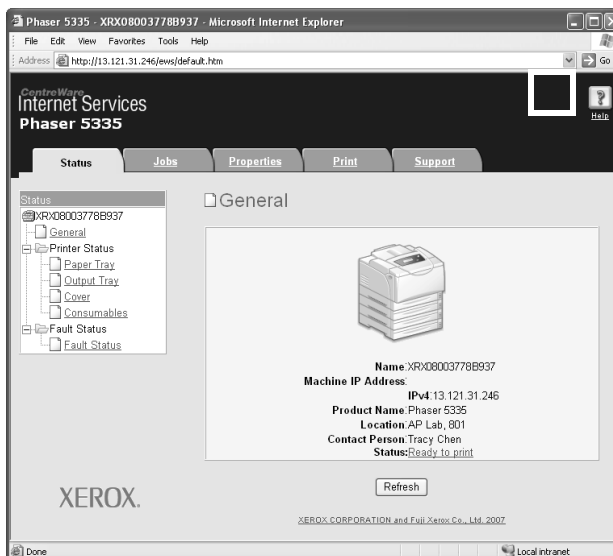 Phaser 5335 - XRX08003778B937 - Microsoft Internet Explorer
File Edit View Favorites Tools Help
Address http://13.121.31.246/ews/default.htm Go
CentreWare
Internet Services
Phaser 5335
? Help
Status Jobs Properties Print Support
Status
XRX08003778B937
General
Printer Status
Paper Tray
Output Tray
Cover
Consumables
Fault Status
Fault Status
General
Name:XRX08003778B937
Machine IP Address:
IPv4:13.121.31.246
Product Name:Phaser 5335
Location:AP Lab, 801
Contact Person:Tracy Chen
Status:Ready to print
Refresh
XEROX.
XEROX CORPORATION and Fuji Xerox Co., Ltd. 2007
Done Local intranet